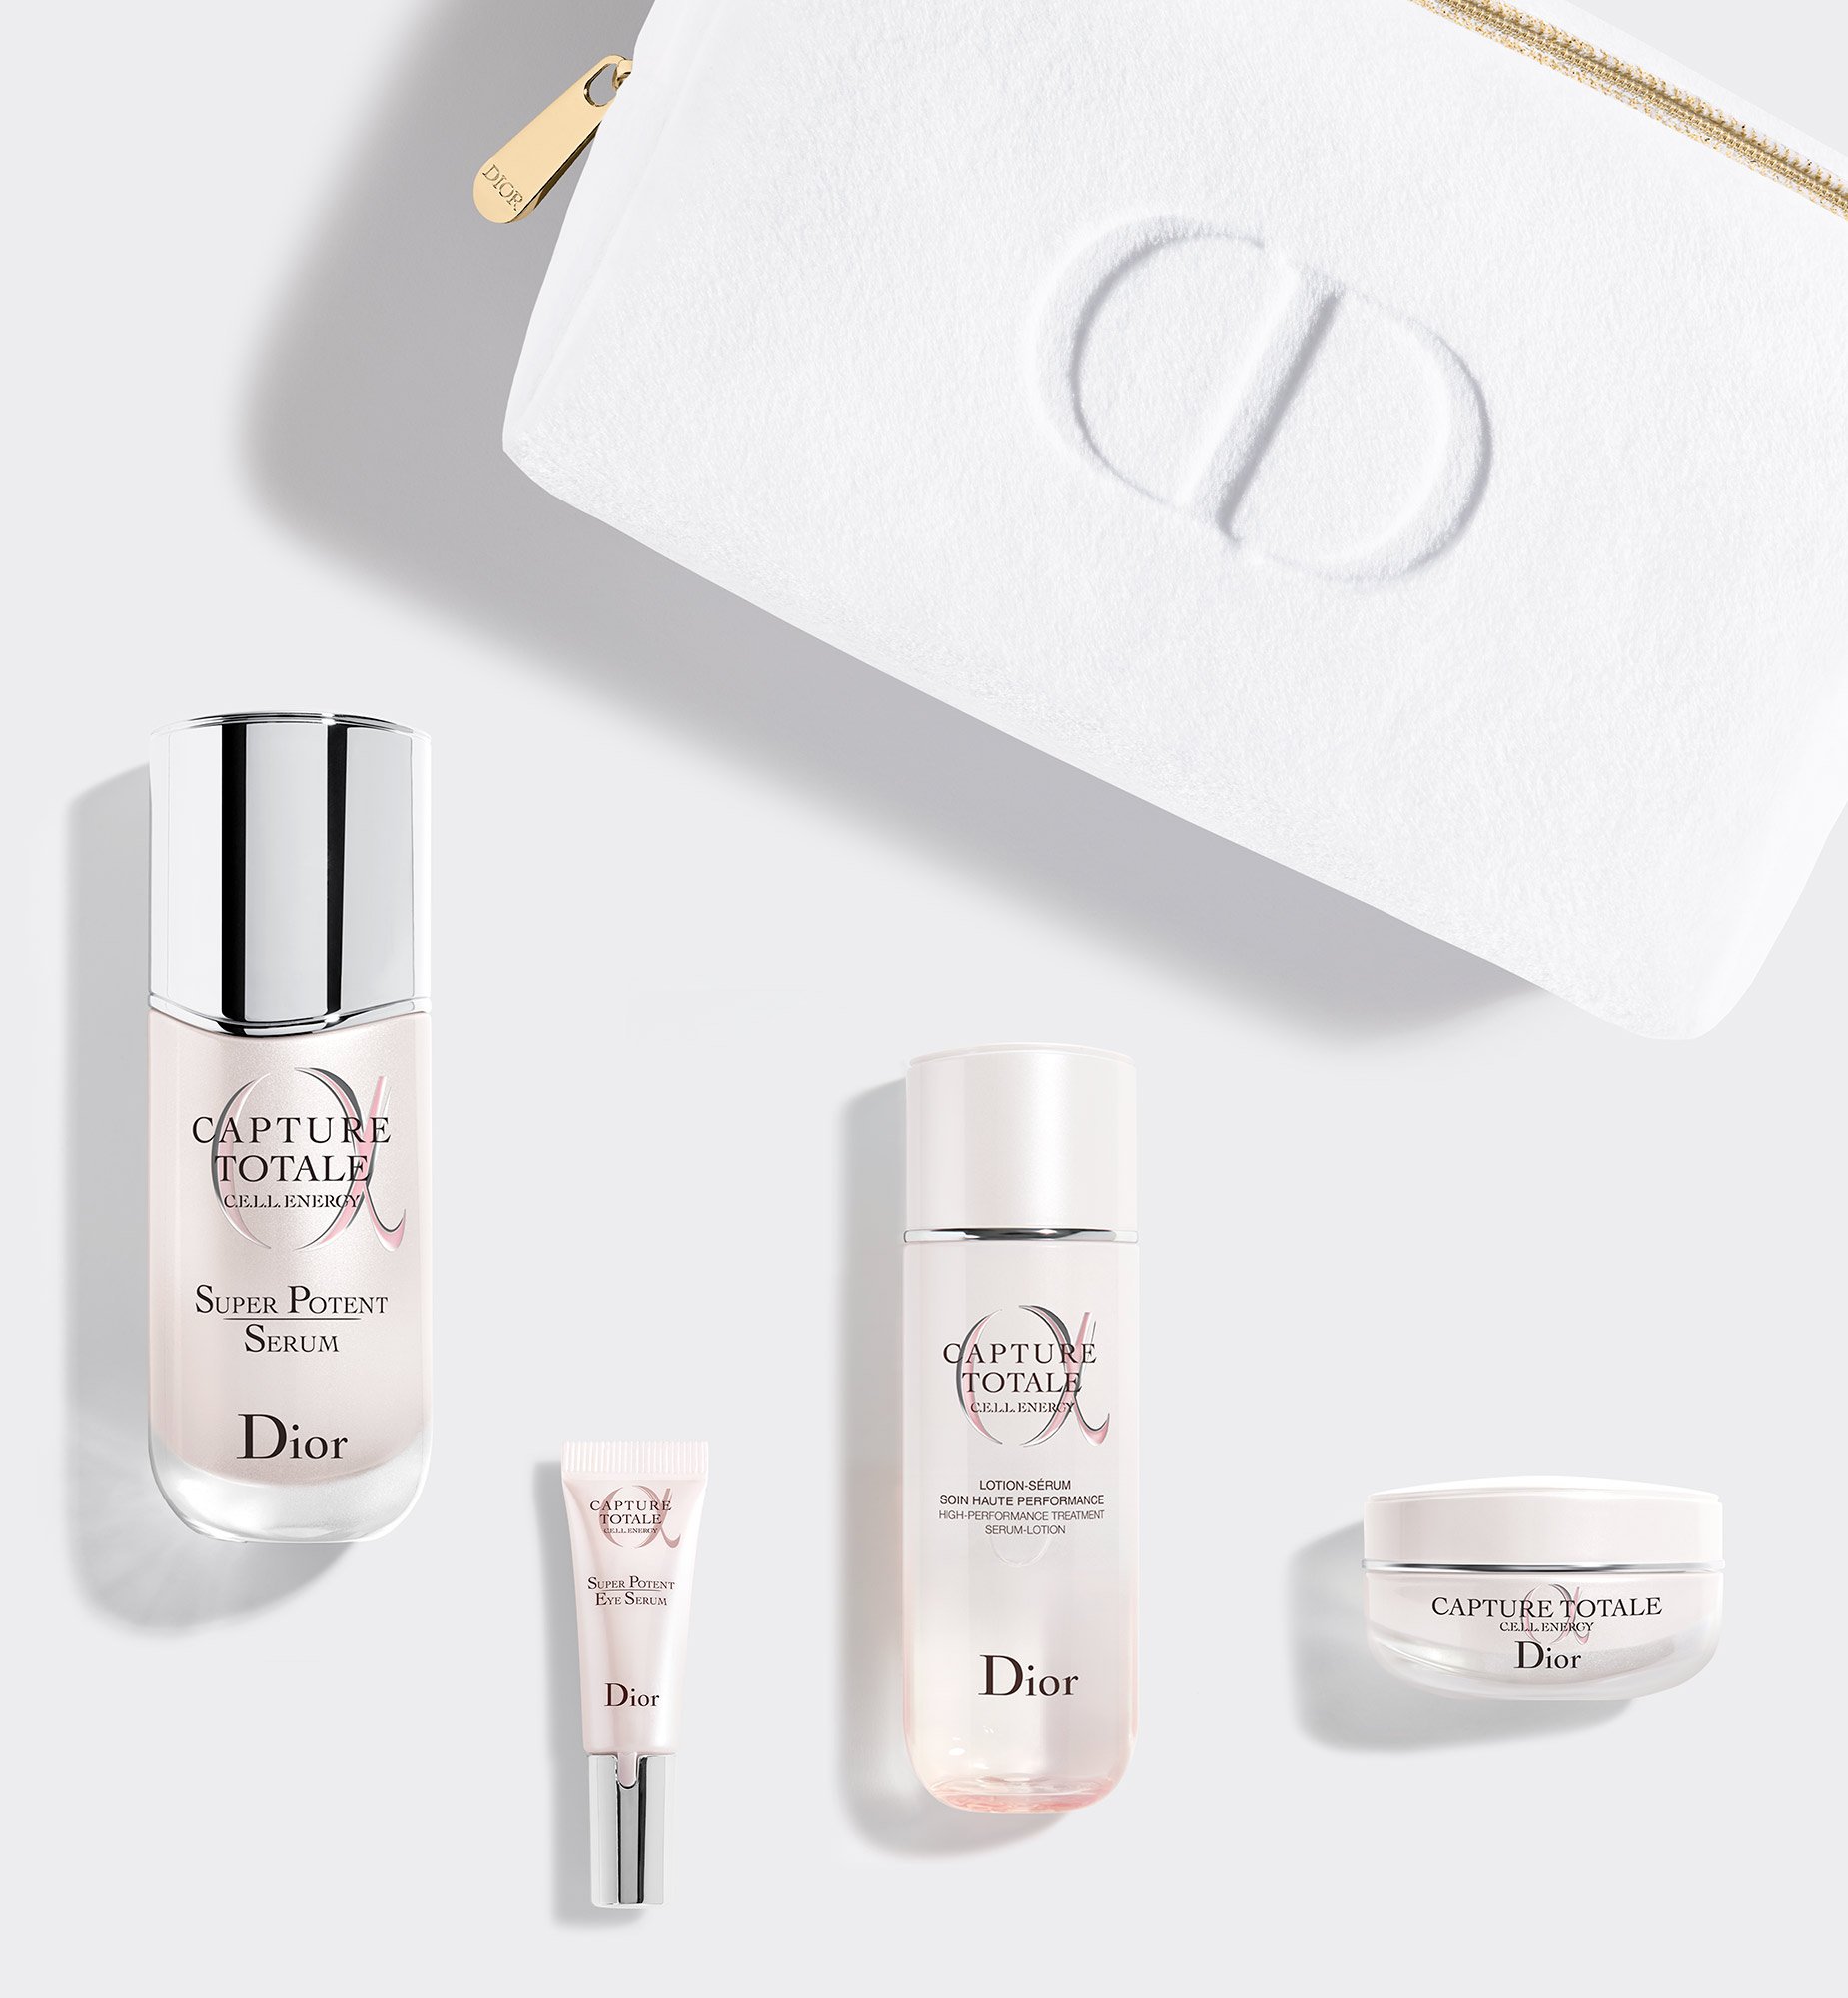 DIOR
CD
CAPTURE
TOTALE
C.E.L.L. ENERGY
SUPER POTENT
SERUM
Dior
CAPTURE
TOTALE
C.E.L.L. ENERGY
SUPER POTENT
EYE SERUM
Dior
CAPTURE
TOTALE
C.E.L.L. ENERGY
LOTION-SÉRUM
SOIN HAUTE PERFORMANCE
HIGH-PERFORMANCE TREATMENT
SERUM-LOTION
Dior
CAPTURE TOTALE
C.E.L.L. ENERGY
Dior